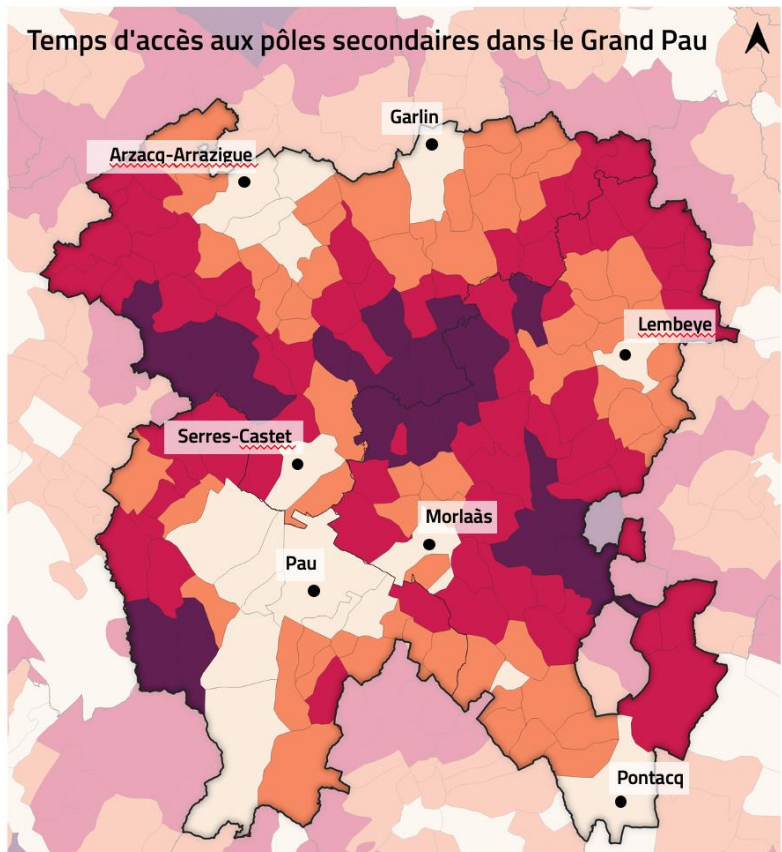 Temps d'accès aux pôles secondaires dans le Grand Pau
Garlin
Arzacq-Arrazigue
Lembeye
Serres-Castet
Morlaàs
Pau
Pontacq